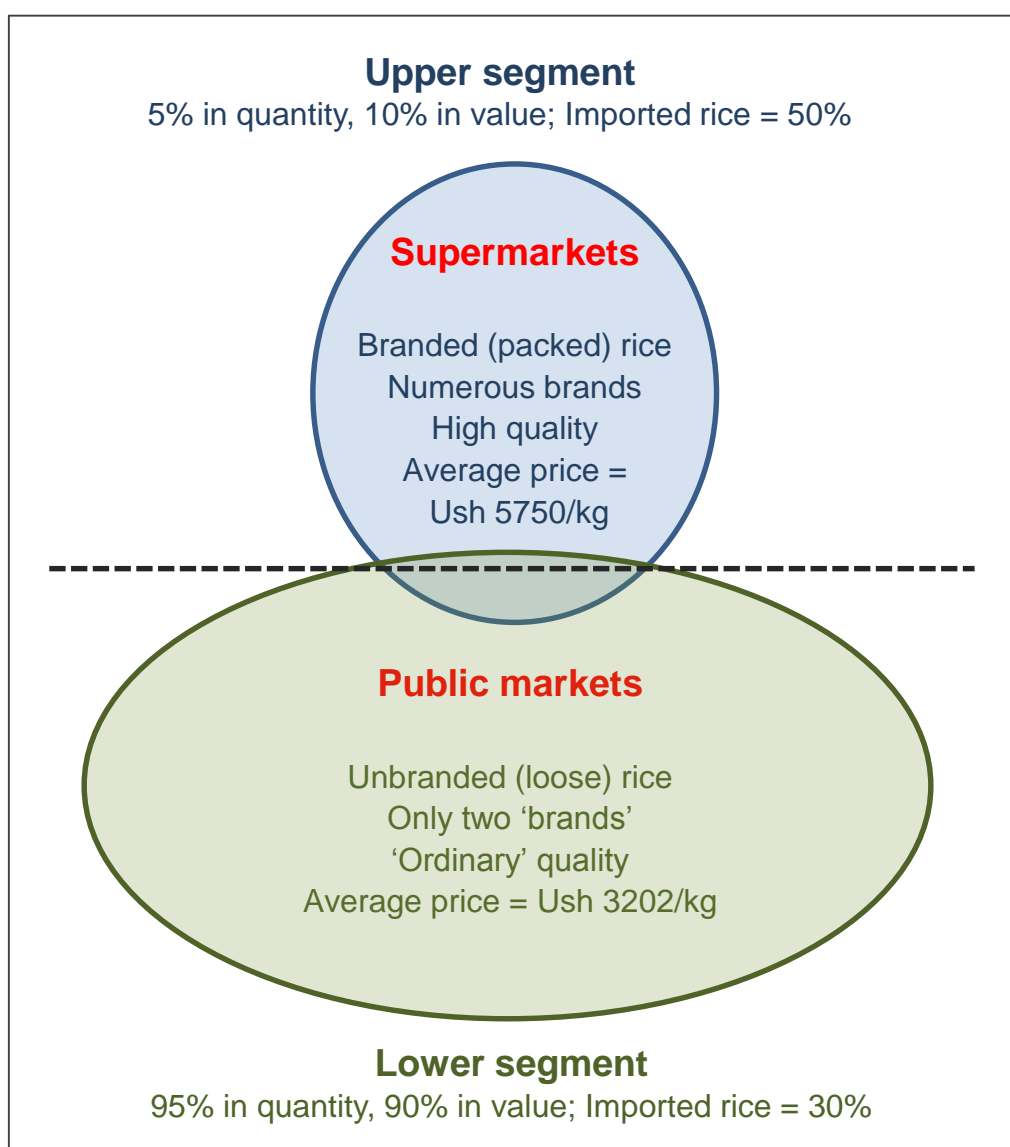 Upper segment
5% in quantity, 10% in value; Imported rice = 50%
Supermarkets
Branded (packed) rice
Numerous brands
High quality
Average price =
Ush 5750/kg
Public markets
Unbranded (loose) rice
Only two ‘brands’
‘Ordinary’ quality
Average price = Ush 3202/kg
Lower segment
95% in quantity, 90% in value; Imported rice = 30%